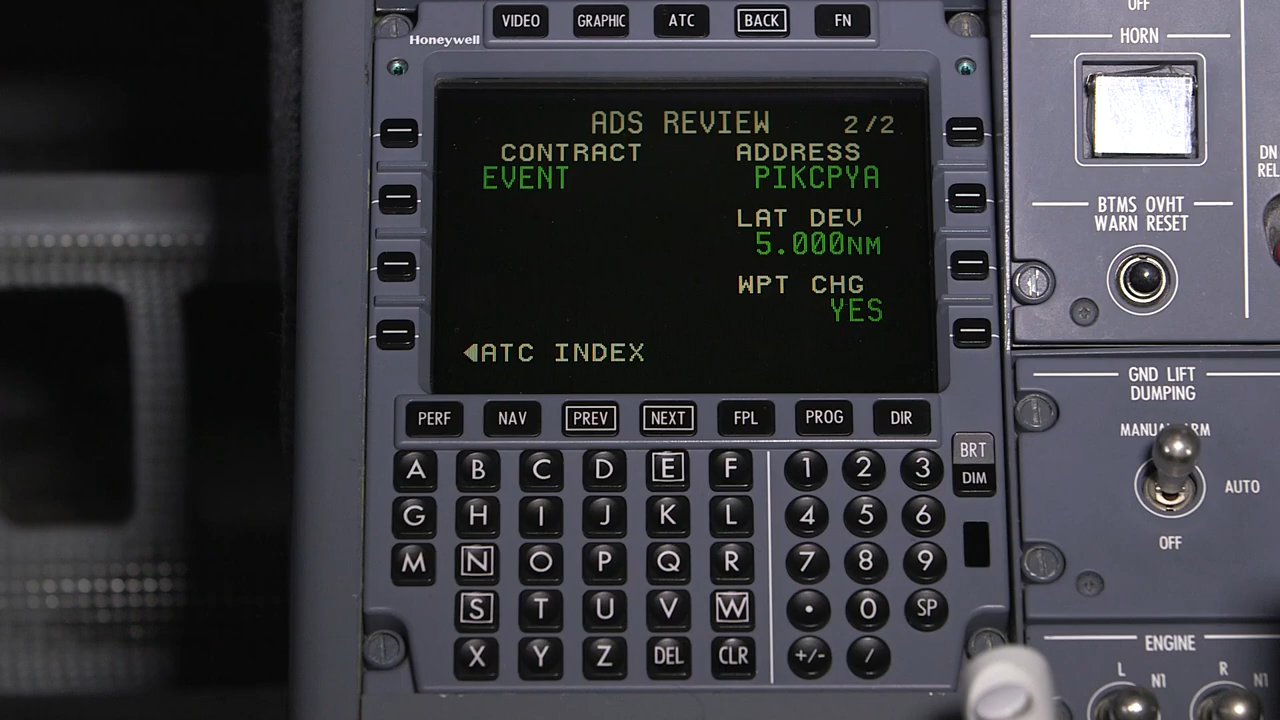 VIDEO GRAPHIC ATC BACK FN
Honeywell
ADS REVIEW 2/2
CONTRACT ADDRESS
EVENT PIKCPYA
LAT DEV
5.000NM
WPT CHG
YES
ATC INDEX
PERF NAV PREV NEXT FPL PROG DIR
BRT
DIM
A B C D E F 1 2 3
G H I J K L 4 5 6
M N O P Q R 7 8 9
S T U V W • 0 SP
X Y Z DEL CLR +/- /
OFF
HORN
DN
REL
BTMS OVHT
WARN RESET
GND LIFT
DUMPING
AUTO
OFF
ENGINE
L N1 R N1